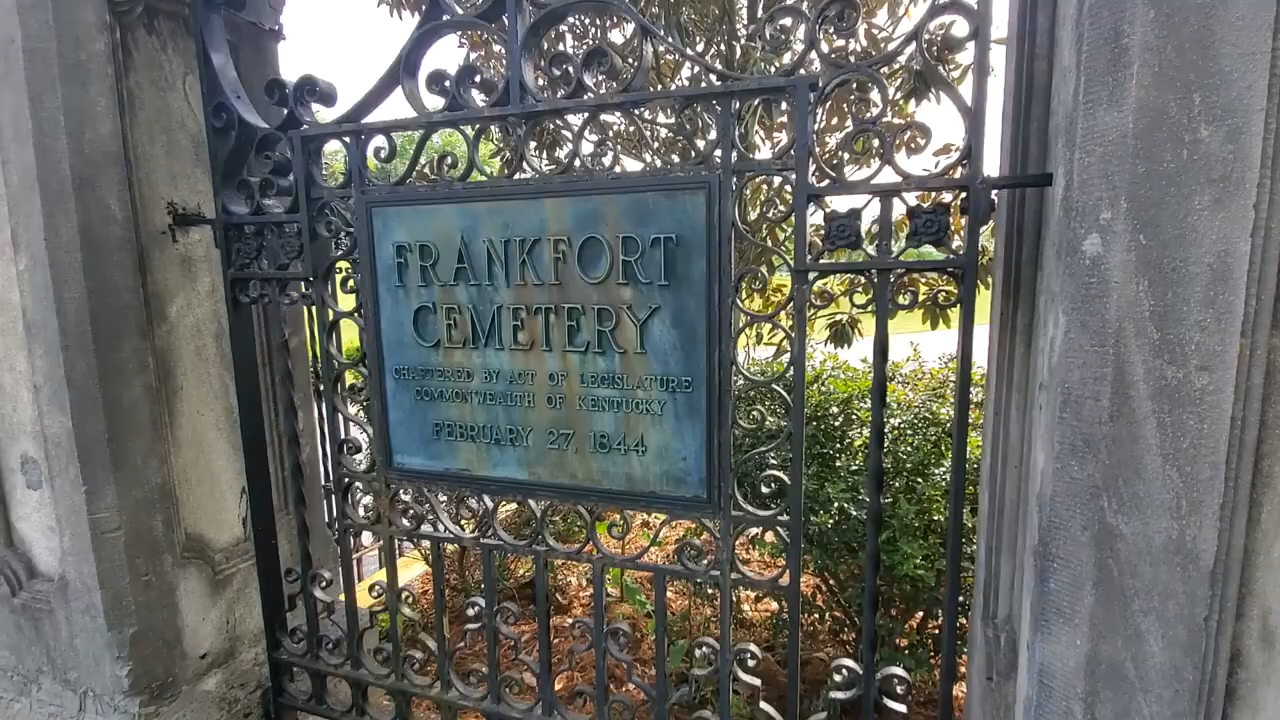 FRANKFORT
CEMETERY
CHARTERED BY ACT OF LEGISLATURE
COMMONWEALTH OF KENTUCKY
FEBRUARY 27, 1844